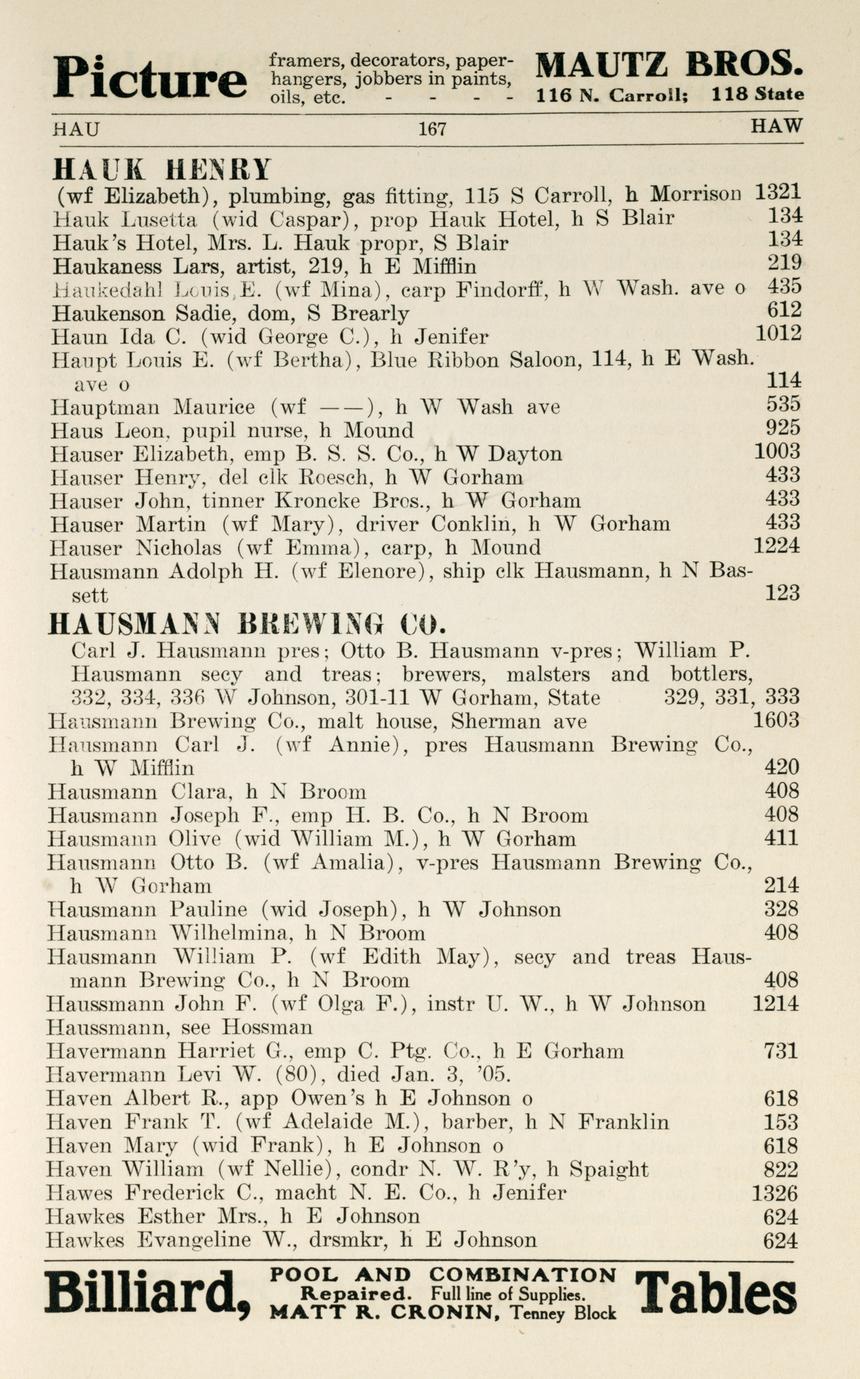 Picture framers, decorators, paper-
hangers, jobbers in paints,
oils, etc. - - - -
MAUTZ BROS.
116 N. Carroll; 118 State
HAU 167 HAW
HAUK HENRY
(wf Elizabeth), plumbing, gas fitting, 115 S Carroll, h Morrison 1321
Hauk Lusetta (wid Caspar), prop Hauk Hotel, h S Blair 134
Hauk's Hotel, Mrs. L. Hauk propr, S Blair 134
Haukaness Lars, artist, 219, h E Mifflin 219
Haukedahl Louis E. (wf Mina), carp Findorff, h W Wash. ave o 435
Haukenson Sadie, dom, S Brearly 612
Haun Ida C. (wid George C.), h Jenifer 1012
Haupt Louis E. (wf Bertha), Blue Ribbon Saloon, 114, h E Wash.
ave o 114
Hauptman Maurice (wf — —), h W Wash ave 535
Haus Leon, pupil nurse, h Mound 925
Hauser Elizabeth, emp B. S. S. Co., h W Dayton 1003
Hauser Henry, del clk Roesch, h W Gorham 433
Hauser John, tinner Kroncke Bros., h W Gorham 433
Hauser Martin (wf Mary), driver Conklin, h W Gorham 433
Hauser Nicholas (wf Emma), carp, h Mound 1224
Hausmann Adolph H. (wf Elenore), ship clk Hausmann, h N Bas-
sett 123
HAUSMANN BREWING CO.
Carl J. Hausmann pres; Otto B. Hausmann v-pres; William P.
Hausmann secy and treas; brewers, malsters and bottlers,
332, 334, 336 W Johnson, 301-11 W Gorham, State 329, 331, 333
Hausmann Brewing Co., malt house, Sherman ave 1603
Hausmann Carl J. (wf Annie), pres Hausmann Brewing Co.,
h W Mifflin 420
Hausmann Clara, h N Broom 408
Hausmann Joseph F., emp H. B. Co., h N Broom 408
Hausmann Olive (wid William M.), h W Gorham 411
Hausmann Otto B. (wf Amalia), v-pres Hausmann Brewing Co.,
h W Gorham 214
Hausmann Pauline (wid Joseph), h W Johnson 328
Hausmann Wilhelmina, h N Broom 408
Hausmann William P. (wf Edith May), secy and treas Haus-
mann Brewing Co., h N Broom 408
Haussmann John F. (wf Olga F.), instr U. W., h W Johnson 1214
Haussmann, see Hossman
Havermann Harriet G., emp C. Ptg. Co., h E Gorham 731
Havermann Levi W. (80), died Jan. 3, '05.
Haven Albert R., app Owen's h E Johnson o 618
Haven Frank T. (wf Adelaide M.), barber, h N Franklin 153
Haven Mary (wid Frank), h E Johnson o 618
Haven William (wf Nellie), condr N. W. R'y, h Spaight 822
Hawes Frederick C., macht N. E. Co., h Jenifer 1326
Hawkes Esther Mrs., h E Johnson 624
Hawkes Evangeline W., drsmkr, h E Johnson 624
Billiard, POOL AND COMBINATION
Repaired. Full line of Supplies.
MATT R. CRONIN, Tenney Block
Tables